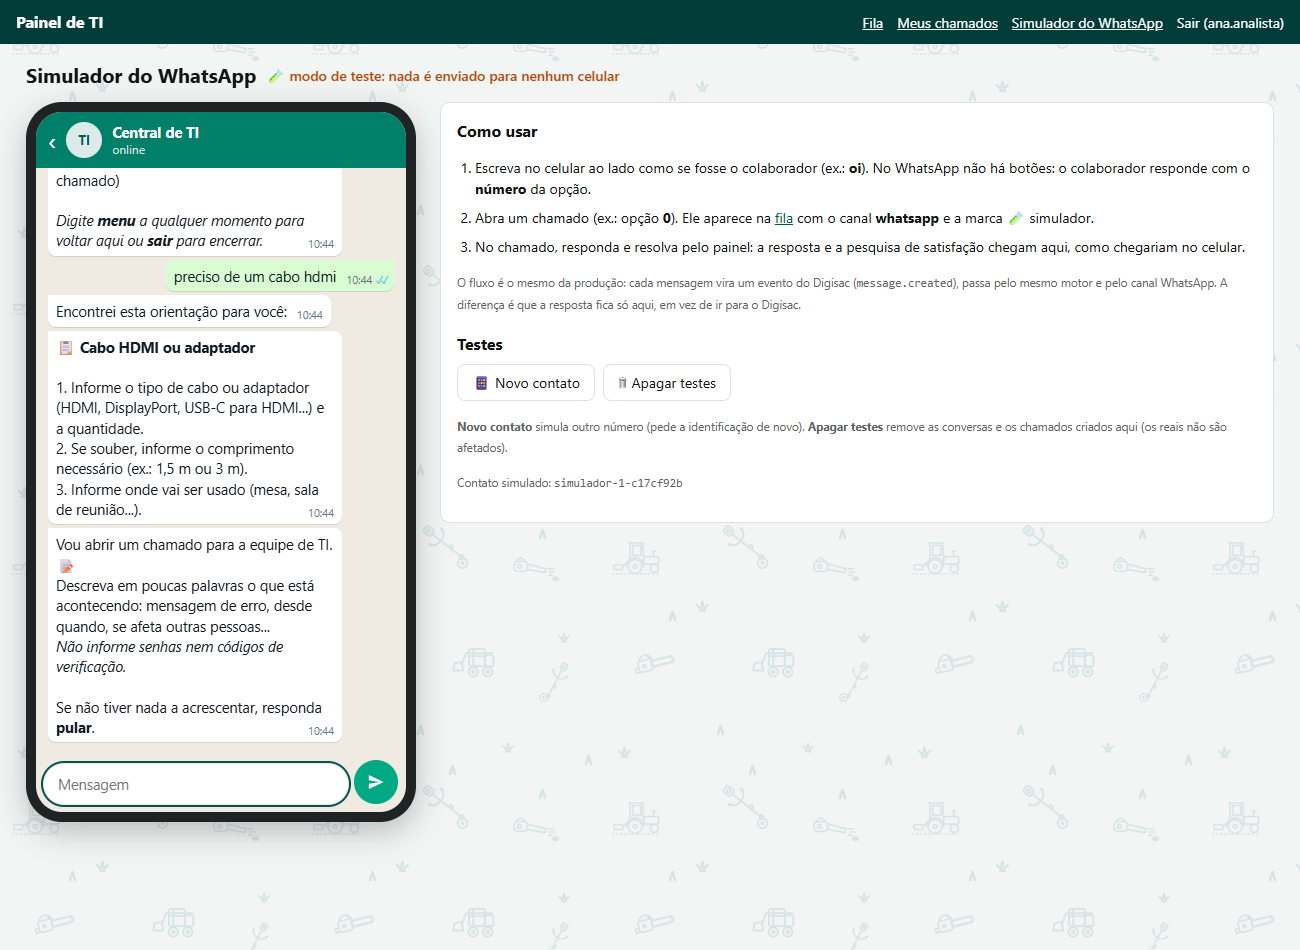 Painel de TI
Fila
Meus chamados
Simulador do WhatsApp
Sair (ana.analista)
Simulador do WhatsApp
modo de teste: nada é enviado para nenhum celular
‹
TI
Central de TI
online
chamado)
Digite menu a qualquer momento para
voltar aqui ou sair para encerrar.
10:44
preciso de um cabo hdmi
10:44
Encontrei esta orientação para você:
10:44
Cabo HDMI ou adaptador
1. Informe o tipo de cabo ou adaptador
(HDMI, DisplayPort, USB-C para HDMI...) e
a quantidade.
2. Se souber, informe o comprimento
necessário (ex.: 1,5 m ou 3 m).
3. Informe onde vai ser usado (mesa, sala
de reunião...).
10:44
Vou abrir um chamado para a equipe de TI.
Descreva em poucas palavras o que está
acontecendo: mensagem de erro, desde
quando, se afeta outras pessoas...
Não informe senhas nem códigos de
verificação.
Se não tiver nada a acrescentar, responda
pular.
10:44
Mensagem
Como usar
1. Escreva no celular ao lado como se fosse o colaborador (ex.: oi). No WhatsApp não há botões: o colaborador responde com o
número da opção.
2. Abra um chamado (ex.: opção 0). Ele aparece na fila com o canal whatsapp e a marca simulador.
3. No chamado, responda e resolva pelo painel: a resposta e a pesquisa de satisfação chegam aqui, como chegariam no celular.
O fluxo é o mesmo da produção: cada mensagem vira um evento do Digisac (message.created), passa pelo mesmo motor e pelo canal WhatsApp. A
diferença é que a resposta fica só aqui, em vez de ir para o Digisac.
Testes
Novo contato
Apagar testes
Novo contato simula outro número (pede a identificação de novo). Apagar testes remove as conversas e os chamados criados aqui (os reais não são
afetados).
Contato simulado: simulador-1-c17cf92b